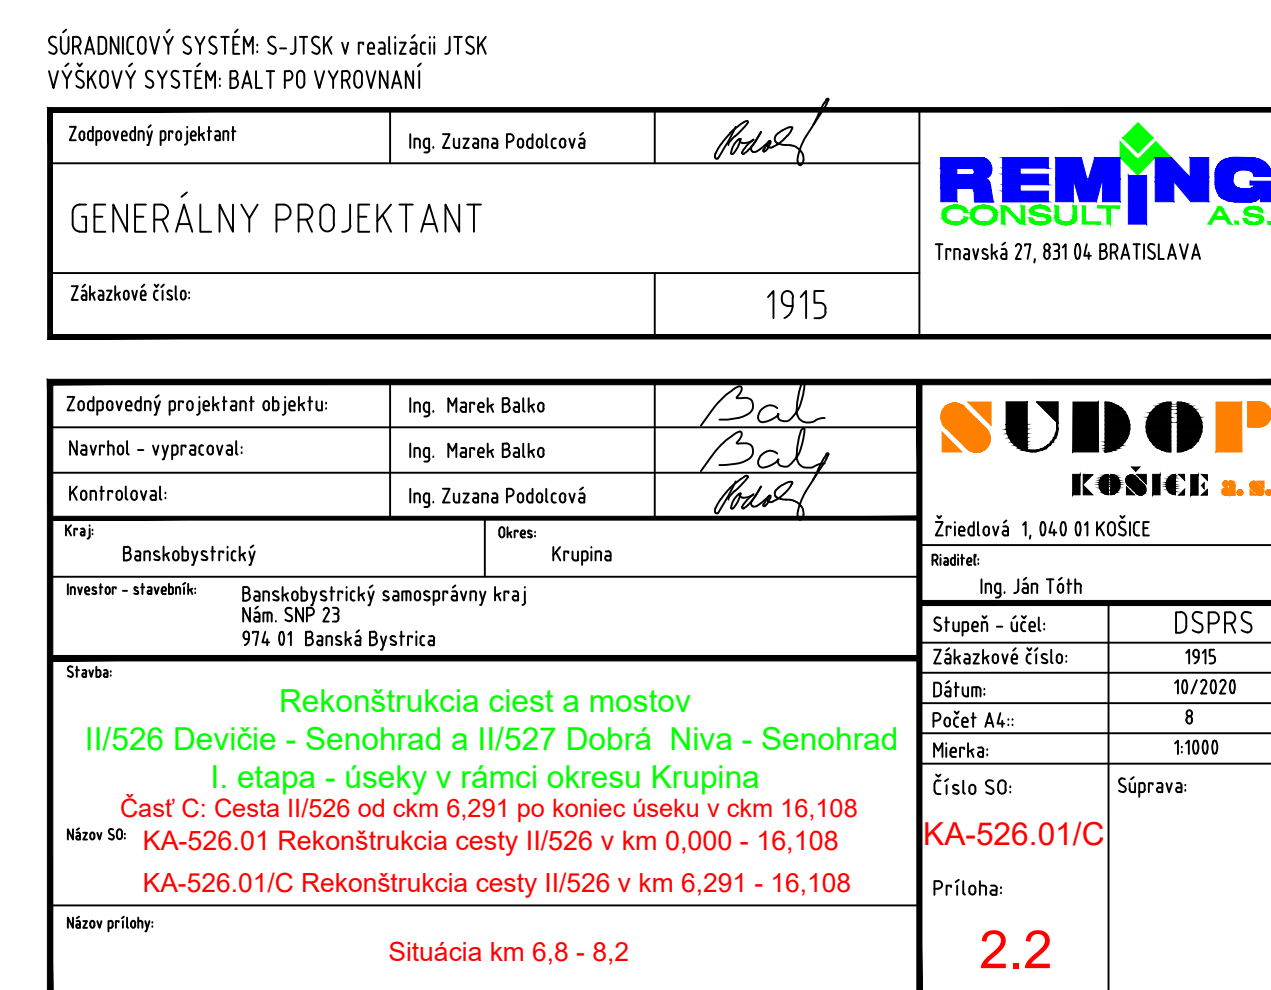 SÚRADNICOVÝ SYSTÉM: S-JTSK v realizácii JTSK
VÝŠKOVÝ SYSTÉM: BALT PO VYROVNANÍ
Zodpovedný projektant
Ing. Zuzana Podolcová
GENERÁLNY PROJEKTANT
Zákazkové číslo:
1915
REMING
CONSULT A.S.
Trnavská 27, 831 04 BRATISLAVA
Zodpovedný projektant objektu:
Ing. Marek Balko
Navrhol - vypracoval:
Ing. Marek Balko
Kontroloval:
Ing. Zuzana Podolcová
Kraj:
Banskobystrický
Okres:
Krupina
Investor - stavebník:
Banskobystrický samosprávny kraj
Nám. SNP 23
974 01 Banská Bystrica
SUDOP
KOŠICE a.s.
Žriedlová 1, 040 01 KOŠICE
Riaditeľ:
Ing. Ján Tóth
Stupeň - účel:
DSPRS
Zákazkové číslo:
1915
Dátum:
10/2020
Počet A4::
8
Mierka:
1:1000
Stavba:
Rekonštrukcia ciest a mostov
II/526 Devičie - Senohrad a II/527 Dobrá Niva - Senohrad
I. etapa - úseky v rámci okresu Krupina
Časť C: Cesta II/526 od ckm 6,291 po koniec úseku v ckm 16,108
Názov SO:
KA-526.01 Rekonštrukcia cesty II/526 v km 0,000 - 16,108
KA-526.01/C Rekonštrukcia cesty II/526 v km 6,291 - 16,108
Číslo SO:
KA-526.01/C
Súprava:
Príloha:
2.2
Názov prílohy:
Situácia km 6,8 - 8,2